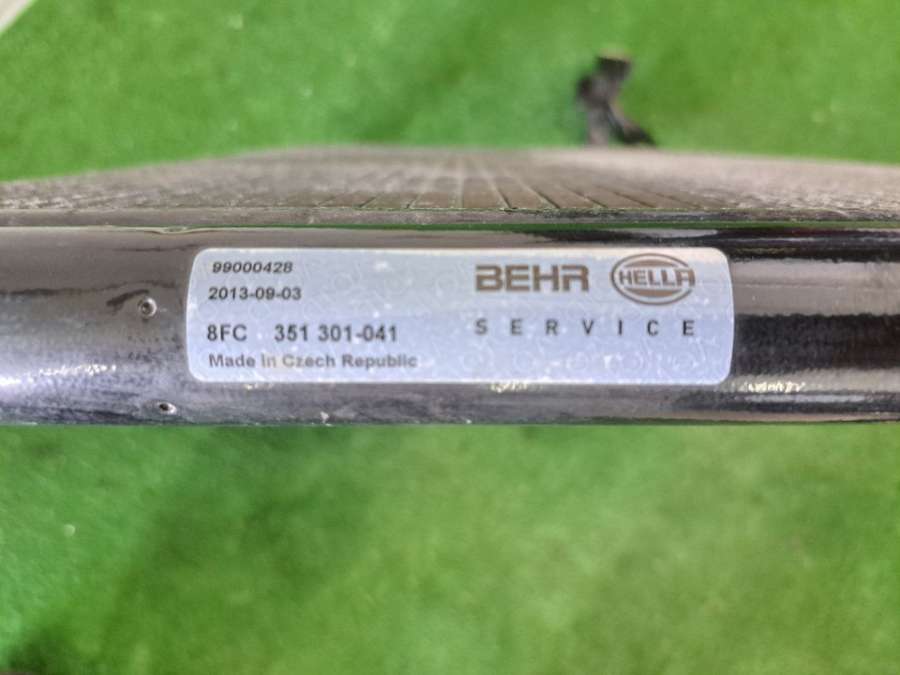 99000428
2013-09-03
8FC 351 301-041
Made in Czech Republic
BEHR HELLA
SERVICE